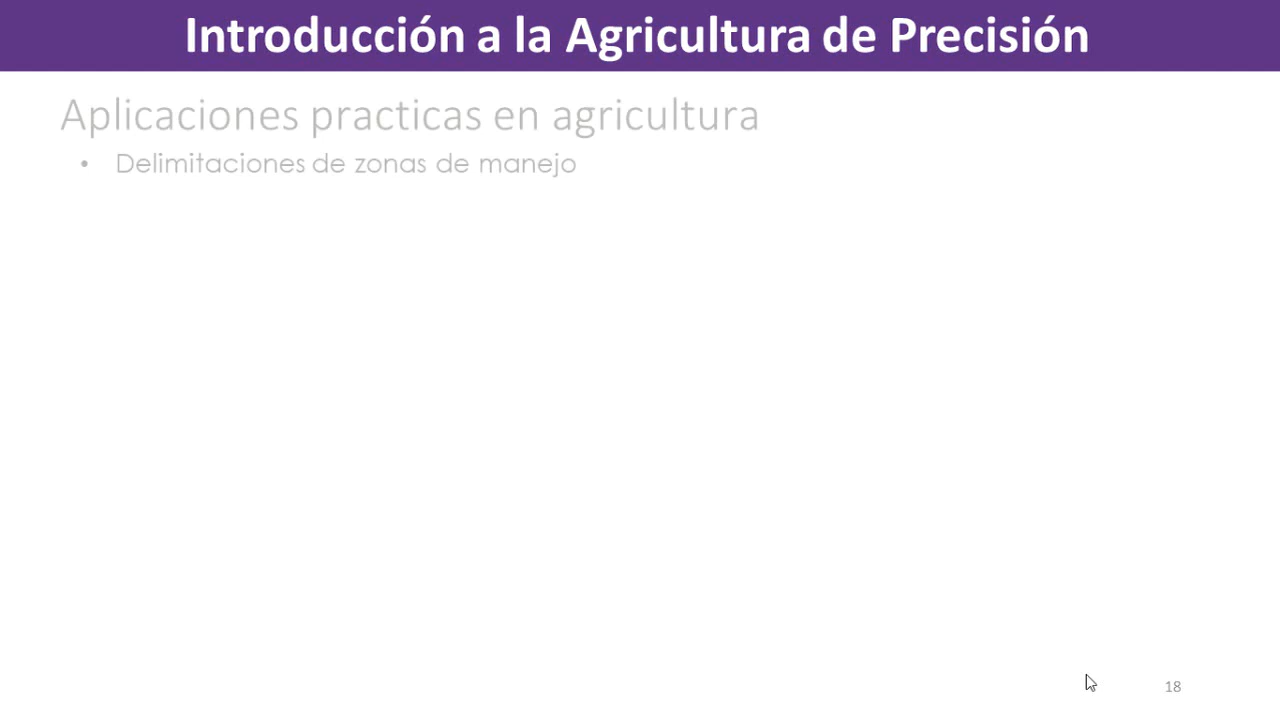 Introducción a la Agricultura de Precisión
Aplicaciones practicas en agricultura
• Delimitaciones de zonas de manejo
18